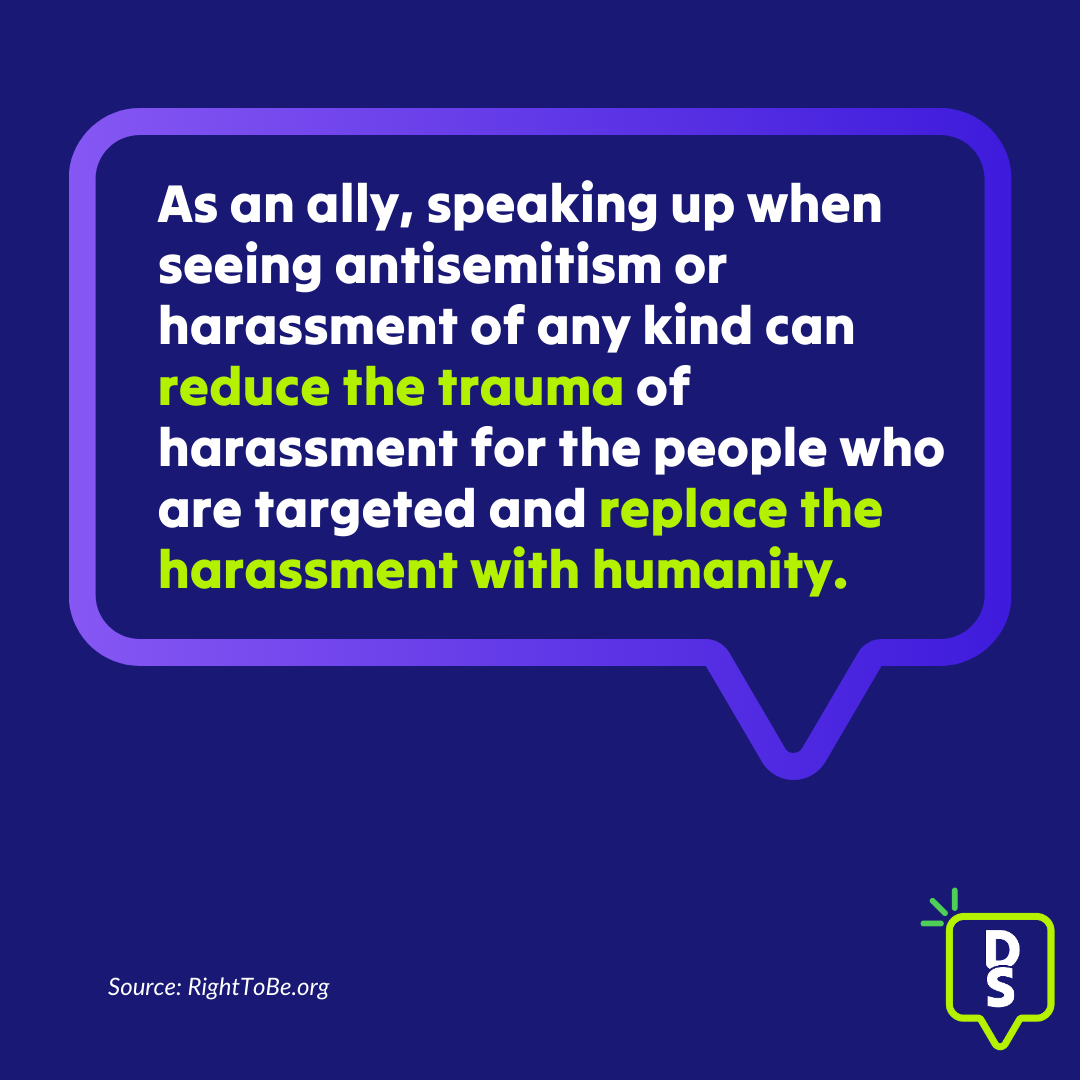 As an ally, speaking up when
seeing antisemitism or
harassment of any kind can
reduce the trauma of
harassment for the people who
are targeted and replace the
harassment with humanity.
Source: RightToBe.org
D
S